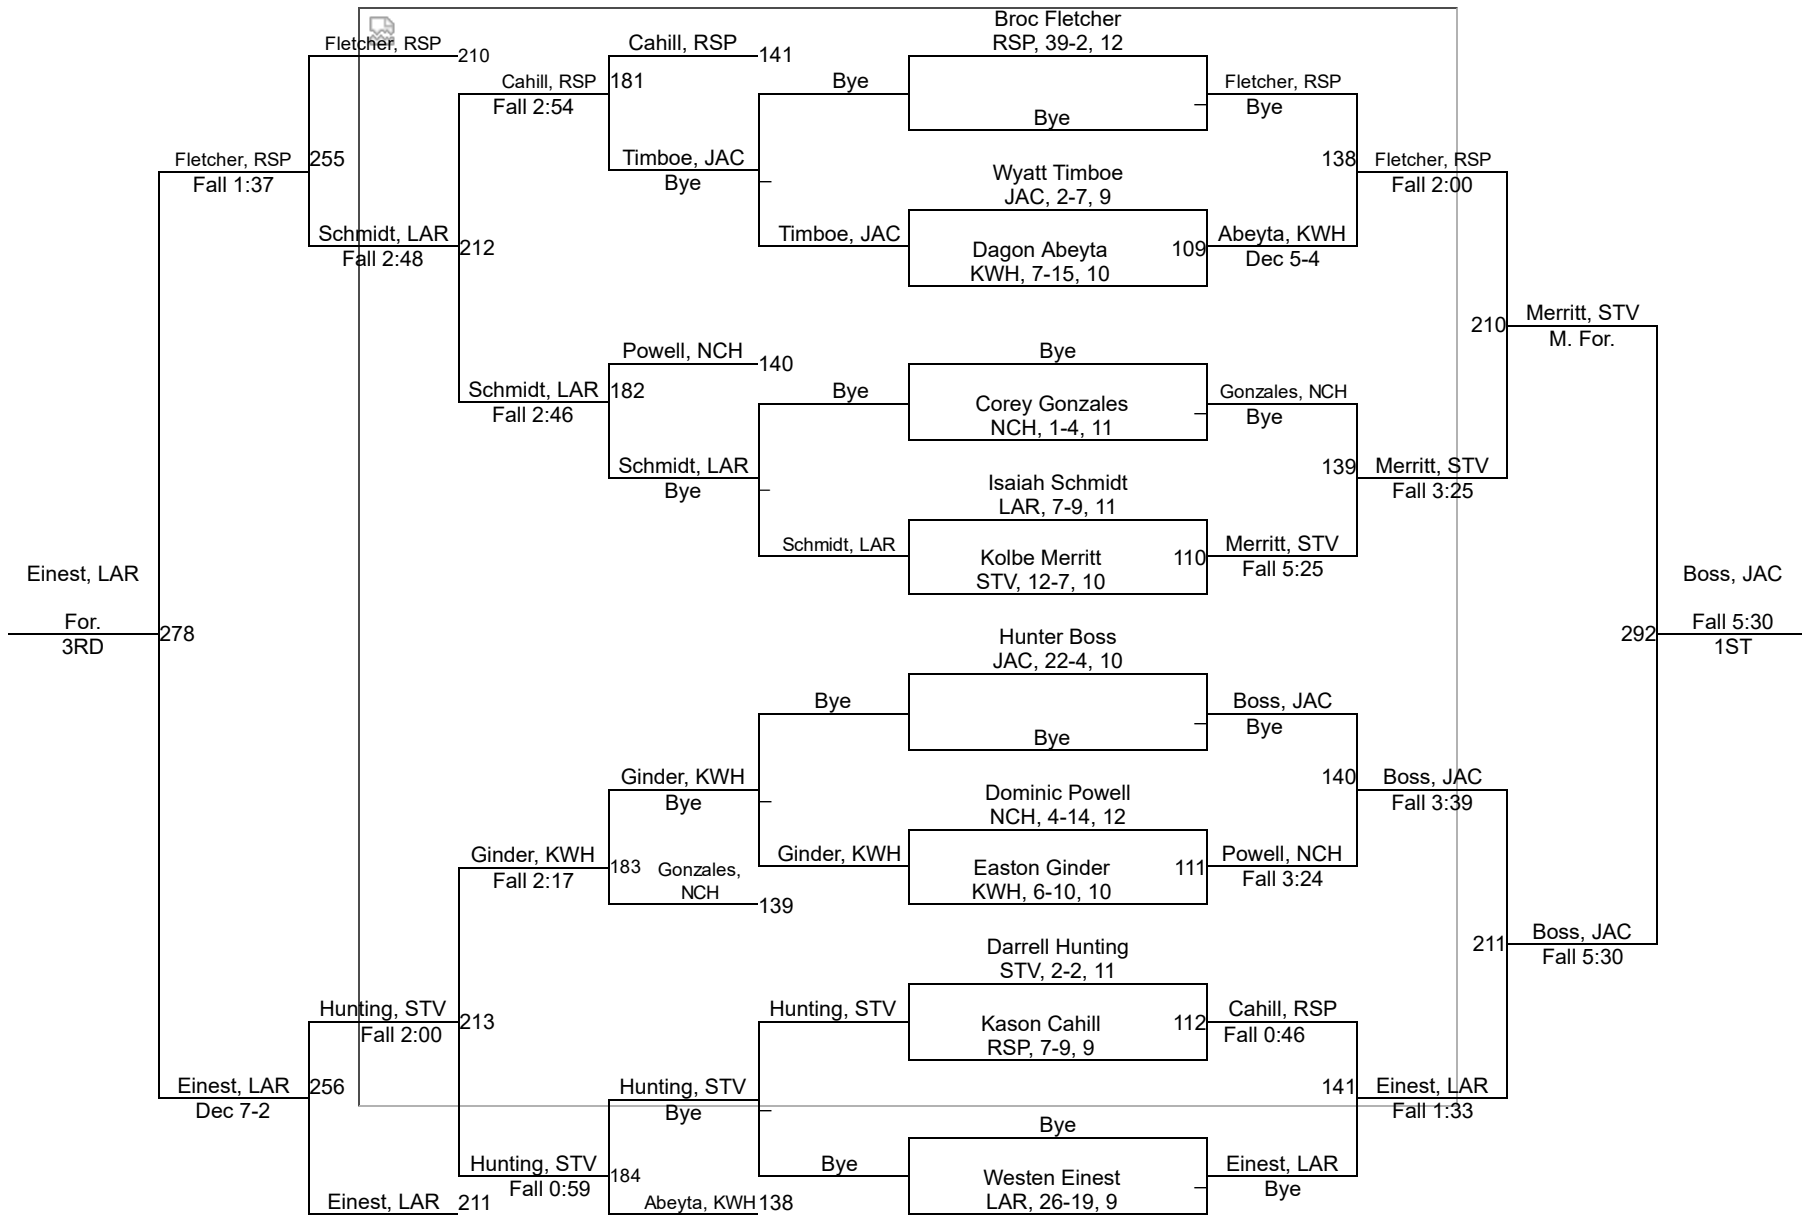 Broc Fletcher
RSP, 39-2, 12
Fletcher, RSP
210
Cahill, RSP
141
Cahill, RSP
181
Fall 2:54
Bye
Bye
Fletcher, RSP
Bye
Timboe, JAC
Bye
Fletcher, RSP
255
Fall 1:37
Wyatt Timboe
JAC, 2-7, 9
138
Fletcher, RSP
Fall 2:00
Schmidt, LAR
212
Fall 2:48
Timboe, JAC
Dagon Abeyta
KWH, 7-15, 10
109
Abeyta, KWH
Dec 5-4
210
Merritt, STV
M. For.
Powell, NCH
140
Bye
Schmidt, LAR
182
Fall 2:46
Bye
Corey Gonzales
NCH, 1-4, 11
Gonzales, NCH
Bye
Schmidt, LAR
Bye
139
Merritt, STV
Fall 3:25
Isaiah Schmidt
LAR, 7-9, 11
Schmidt, LAR
Kolbe Merritt
STV, 12-7, 10
110
Merritt, STV
Fall 5:25
Einest, LAR
For.
3RD
278
Boss, JAC
292
Fall 5:30
1ST
Hunter Boss
JAC, 22-4, 10
Bye
Bye
Boss, JAC
Bye
Ginder, KWH
Bye
140
Boss, JAC
Fall 3:39
Dominic Powell
NCH, 4-14, 12
Ginder, KWH
Fall 2:17
183
Gonzales,
NCH
139
Ginder, KWH
Easton Ginder
KWH, 6-10, 10
111
Powell, NCH
Fall 3:24
211
Boss, JAC
Fall 5:30
Darrell Hunting
STV, 2-2, 11
Hunting, STV
213
Fall 2:00
Hunting, STV
Kason Cahill
RSP, 7-9, 9
112
Cahill, RSP
Fall 0:46
Einest, LAR
256
Dec 7-2
Hunting, STV
Bye
141
Einest, LAR
Fall 1:33
Bye
Hunting, STV
184
Fall 0:59
Bye
Westen Einest
LAR, 26-19, 9
Einest, LAR
Bye
Einest, LAR
211
Abeyta, KWH
138